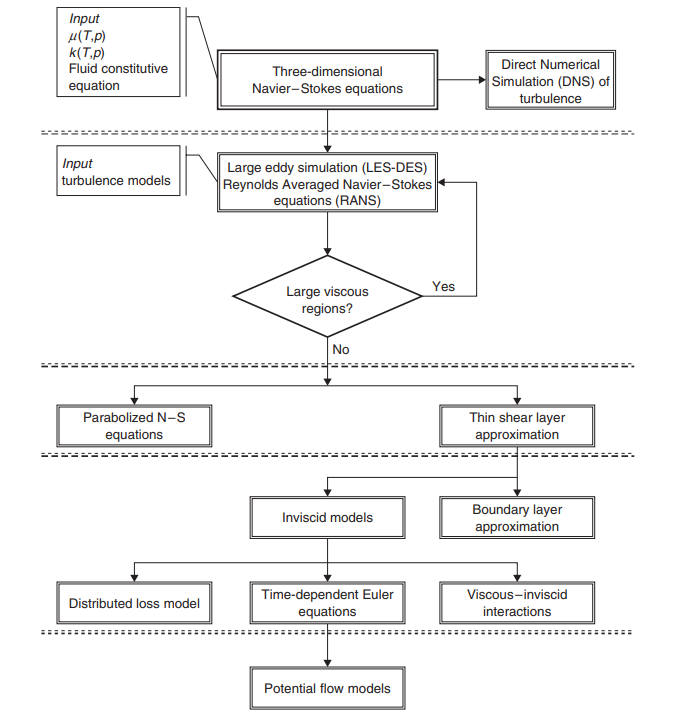 Input
μ(T,p)
k(T,p)
Fluid constitutive
equation
Three-dimensional
Navier–Stokes equations
Direct Numerical
Simulation (DNS) of
turbulence
Input
turbulence models
Large eddy simulation (LES-DES)
Reynolds Averaged Navier–Stokes
equations (RANS)
Large viscous
regions?
Yes
No
Parabolized N–S
equations
Thin shear layer
approximation
Inviscid models
Boundary layer
approximation
Distributed loss model
Time-dependent Euler
equations
Viscous–inviscid
interactions
Potential flow models